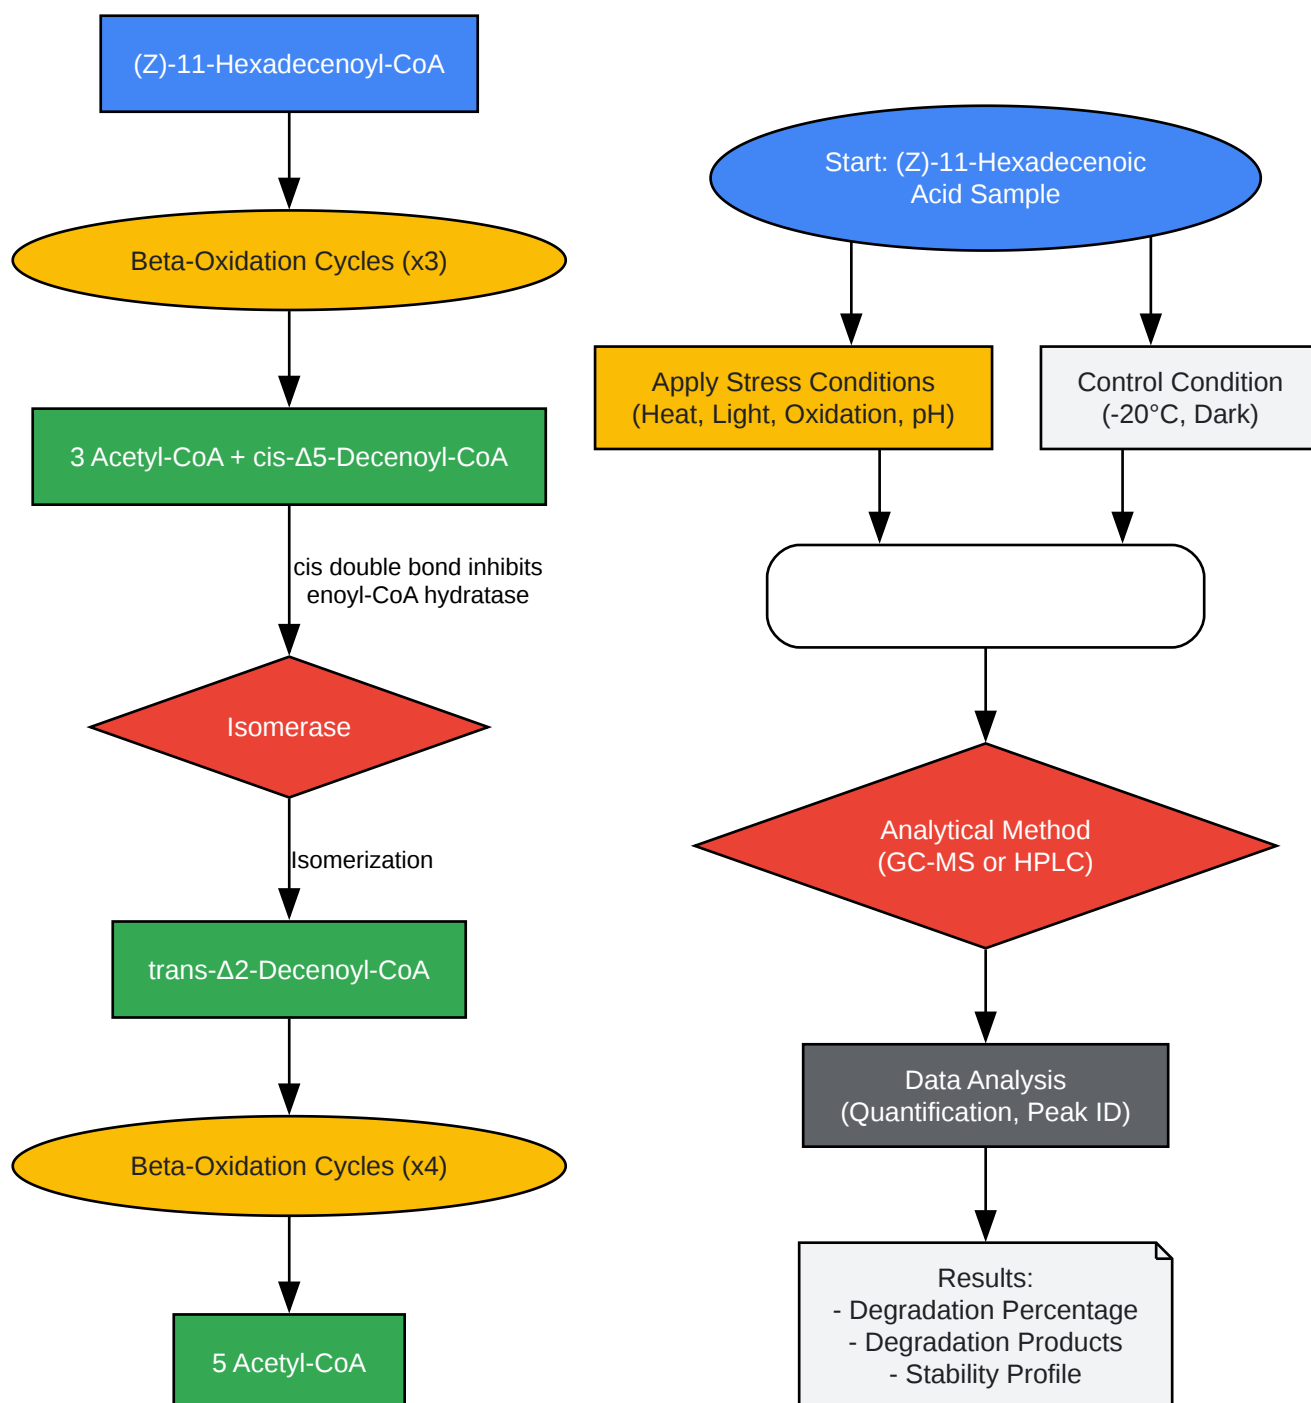 (Z)-11-Hexadecenoyl-CoA
Beta-Oxidation Cycles (x3)
3 Acetyl-CoA + cis-Δ5-Decenoyl-CoA
cis double bond inhibits
enoyl-CoA hydratase
Isomerase
Isomerization
trans-Δ2-Decenoyl-CoA
Beta-Oxidation Cycles (x4)
5 Acetyl-CoA
Start: (Z)-11-Hexadecenoic
Acid Sample
Apply Stress Conditions
(Heat, Light, Oxidation, pH)
Control Condition
(-20°C, Dark)
Analytical Method
(GC-MS or HPLC)
Data Analysis
(Quantification, Peak ID)
Results:
- Degradation Percentage
- Degradation Products
- Stability Profile